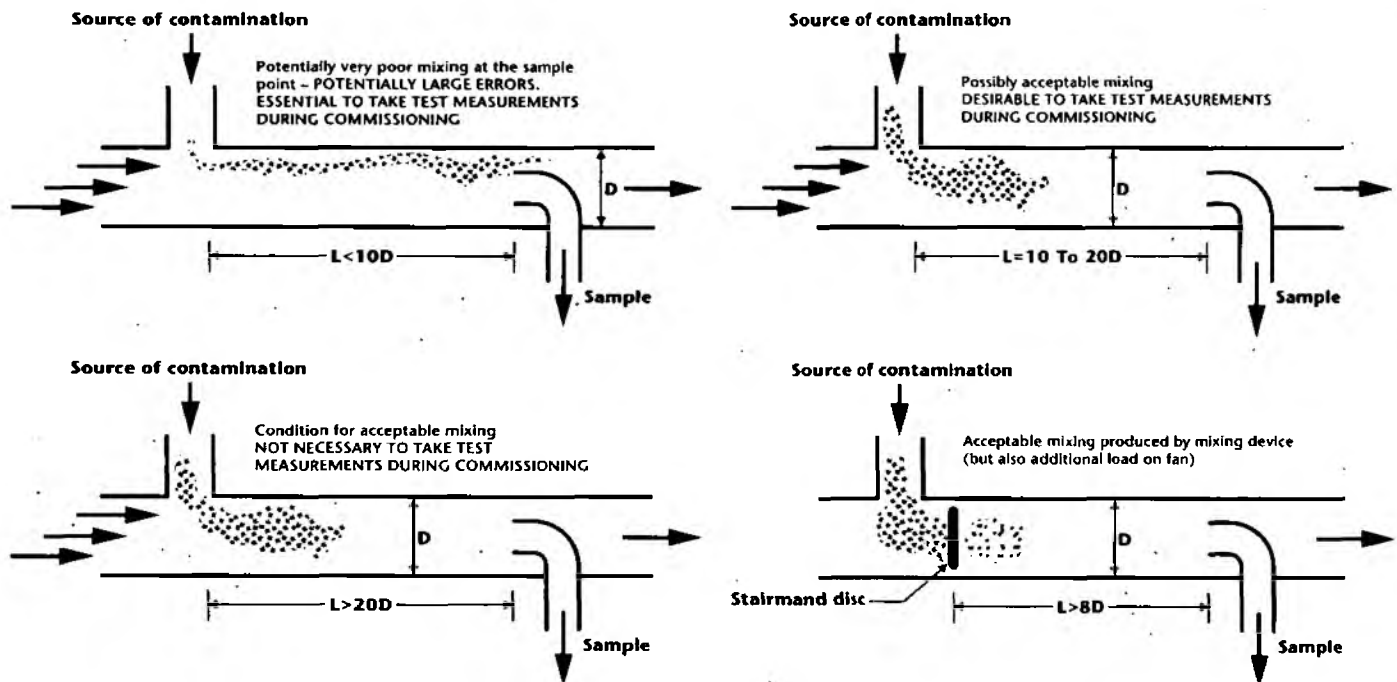 Source of contamination
Potentially very poor mixing at the sample
point – POTENTIALLY LARGE ERRORS.
ESSENTIAL TO TAKE TEST MEASUREMENTS
DURING COMMISSIONING
D
L<10D
Sample
Source of contamination
Possibly acceptable mixing
DESIRABLE TO TAKE TEST MEASUREMENTS
DURING COMMISSIONING
D
L=10 To 20D
Sample
Source of contamination
Condition for acceptable mixing
NOT NECESSARY TO TAKE TEST
MEASUREMENTS DURING COMMISSIONING
D
L>20D
Sample
Source of contamination
Acceptable mixing produced by mixing device
(but also additional load on fan)
D
Stairmand disc
L>8D
Sample